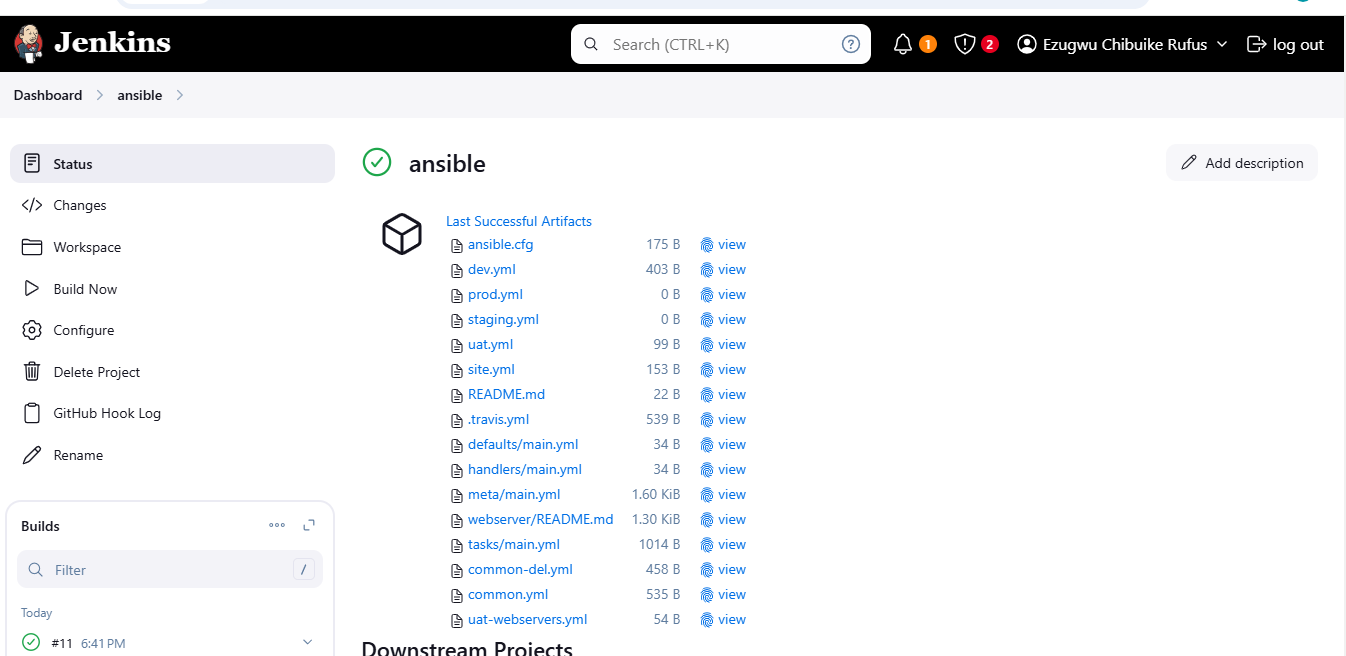 Jenkins
Search (CTRL+K)
?
1
2
Ezugwu Chibuike Rufus
log out
Dashboard
ansible
Status
Changes
Workspace
Build Now
Configure
Delete Project
GitHub Hook Log
Rename
Builds
Filter
/
Today
#11 6:41 PM
ansible
Add description
Last Successful Artifacts
ansible.cfg 175 B view
dev.yml 403 B view
prod.yml 0 B view
staging.yml 0 B view
uat.yml 99 B view
site.yml 153 B view
README.md 22 B view
.travis.yml 539 B view
defaults/main.yml 34 B view
handlers/main.yml 34 B view
meta/main.yml 1.60 KiB view
webserver/README.md 1.30 KiB view
tasks/main.yml 1014 B view
common-del.yml 458 B view
common.yml 535 B view
uat-webservers.yml 54 B view
Downstream Projects